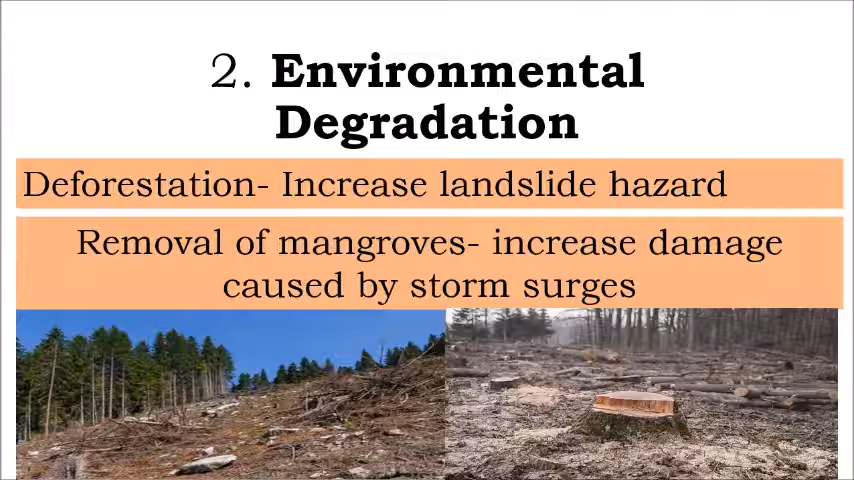 2. Environmental
Degradation
Deforestation- Increase landslide hazard
Removal of mangroves- increase damage
caused by storm surges